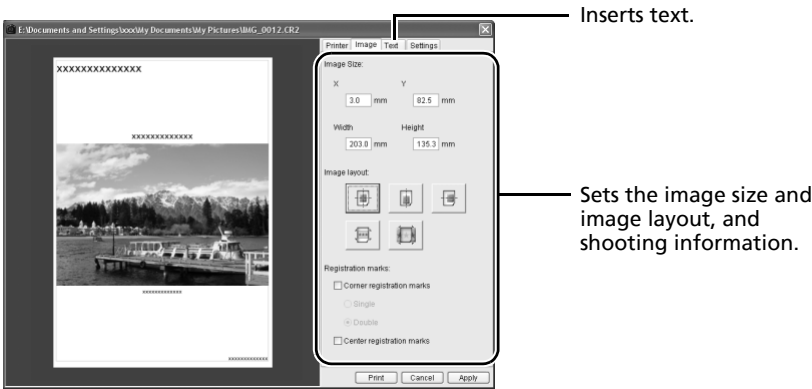 Inserts text.
E:\Documents and Settings\xxx\My Documents\My Pictures\IMG_0012.CR2
Printer Image Text Settings
xxxxxxxxxxxxxx
xxxxxxxxxxxxx
xxxxxxxxxxxxx
xxxxxxxxxxxxx
Image Size:
X Y
3.0 mm 82.5 mm
Width Height
203.0 mm 135.3 mm
Image layout:
Registration marks:
Corner registration marks
Single
Double
Center registration marks
Print Cancel Apply
Sets the image size and
image layout, and
shooting information.